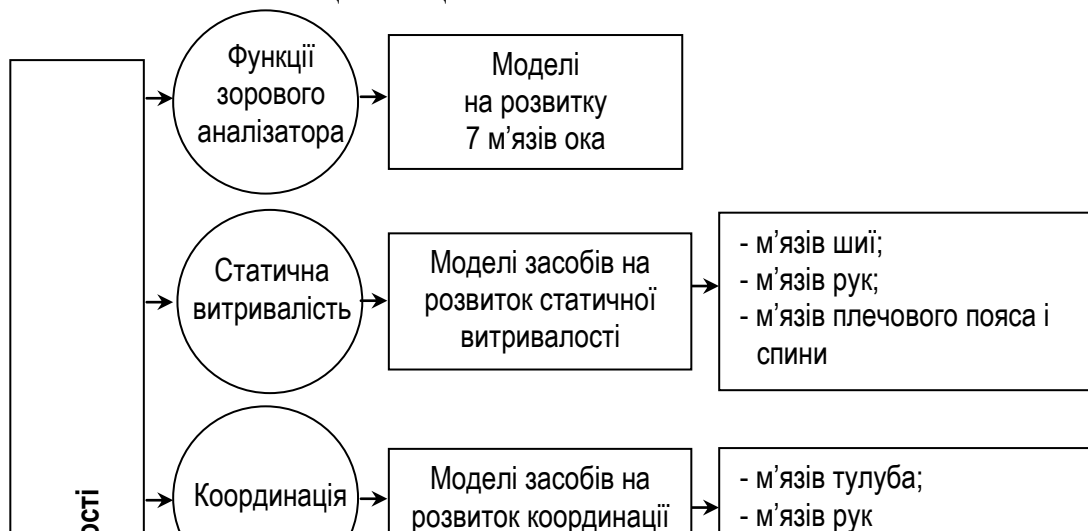 Функції
зорового
аналізатора
Моделі
на розвитку
7 м’язів ока
Статична
витривалість
Моделі засобів на
розвиток статичної
витривалості
- м’язів шиї;
- м’язів рук;
- м’язів плечового пояса і
спини
Координація
Моделі засобів на
розвиток координації
- м’язів тулуба;
- м’язів рук